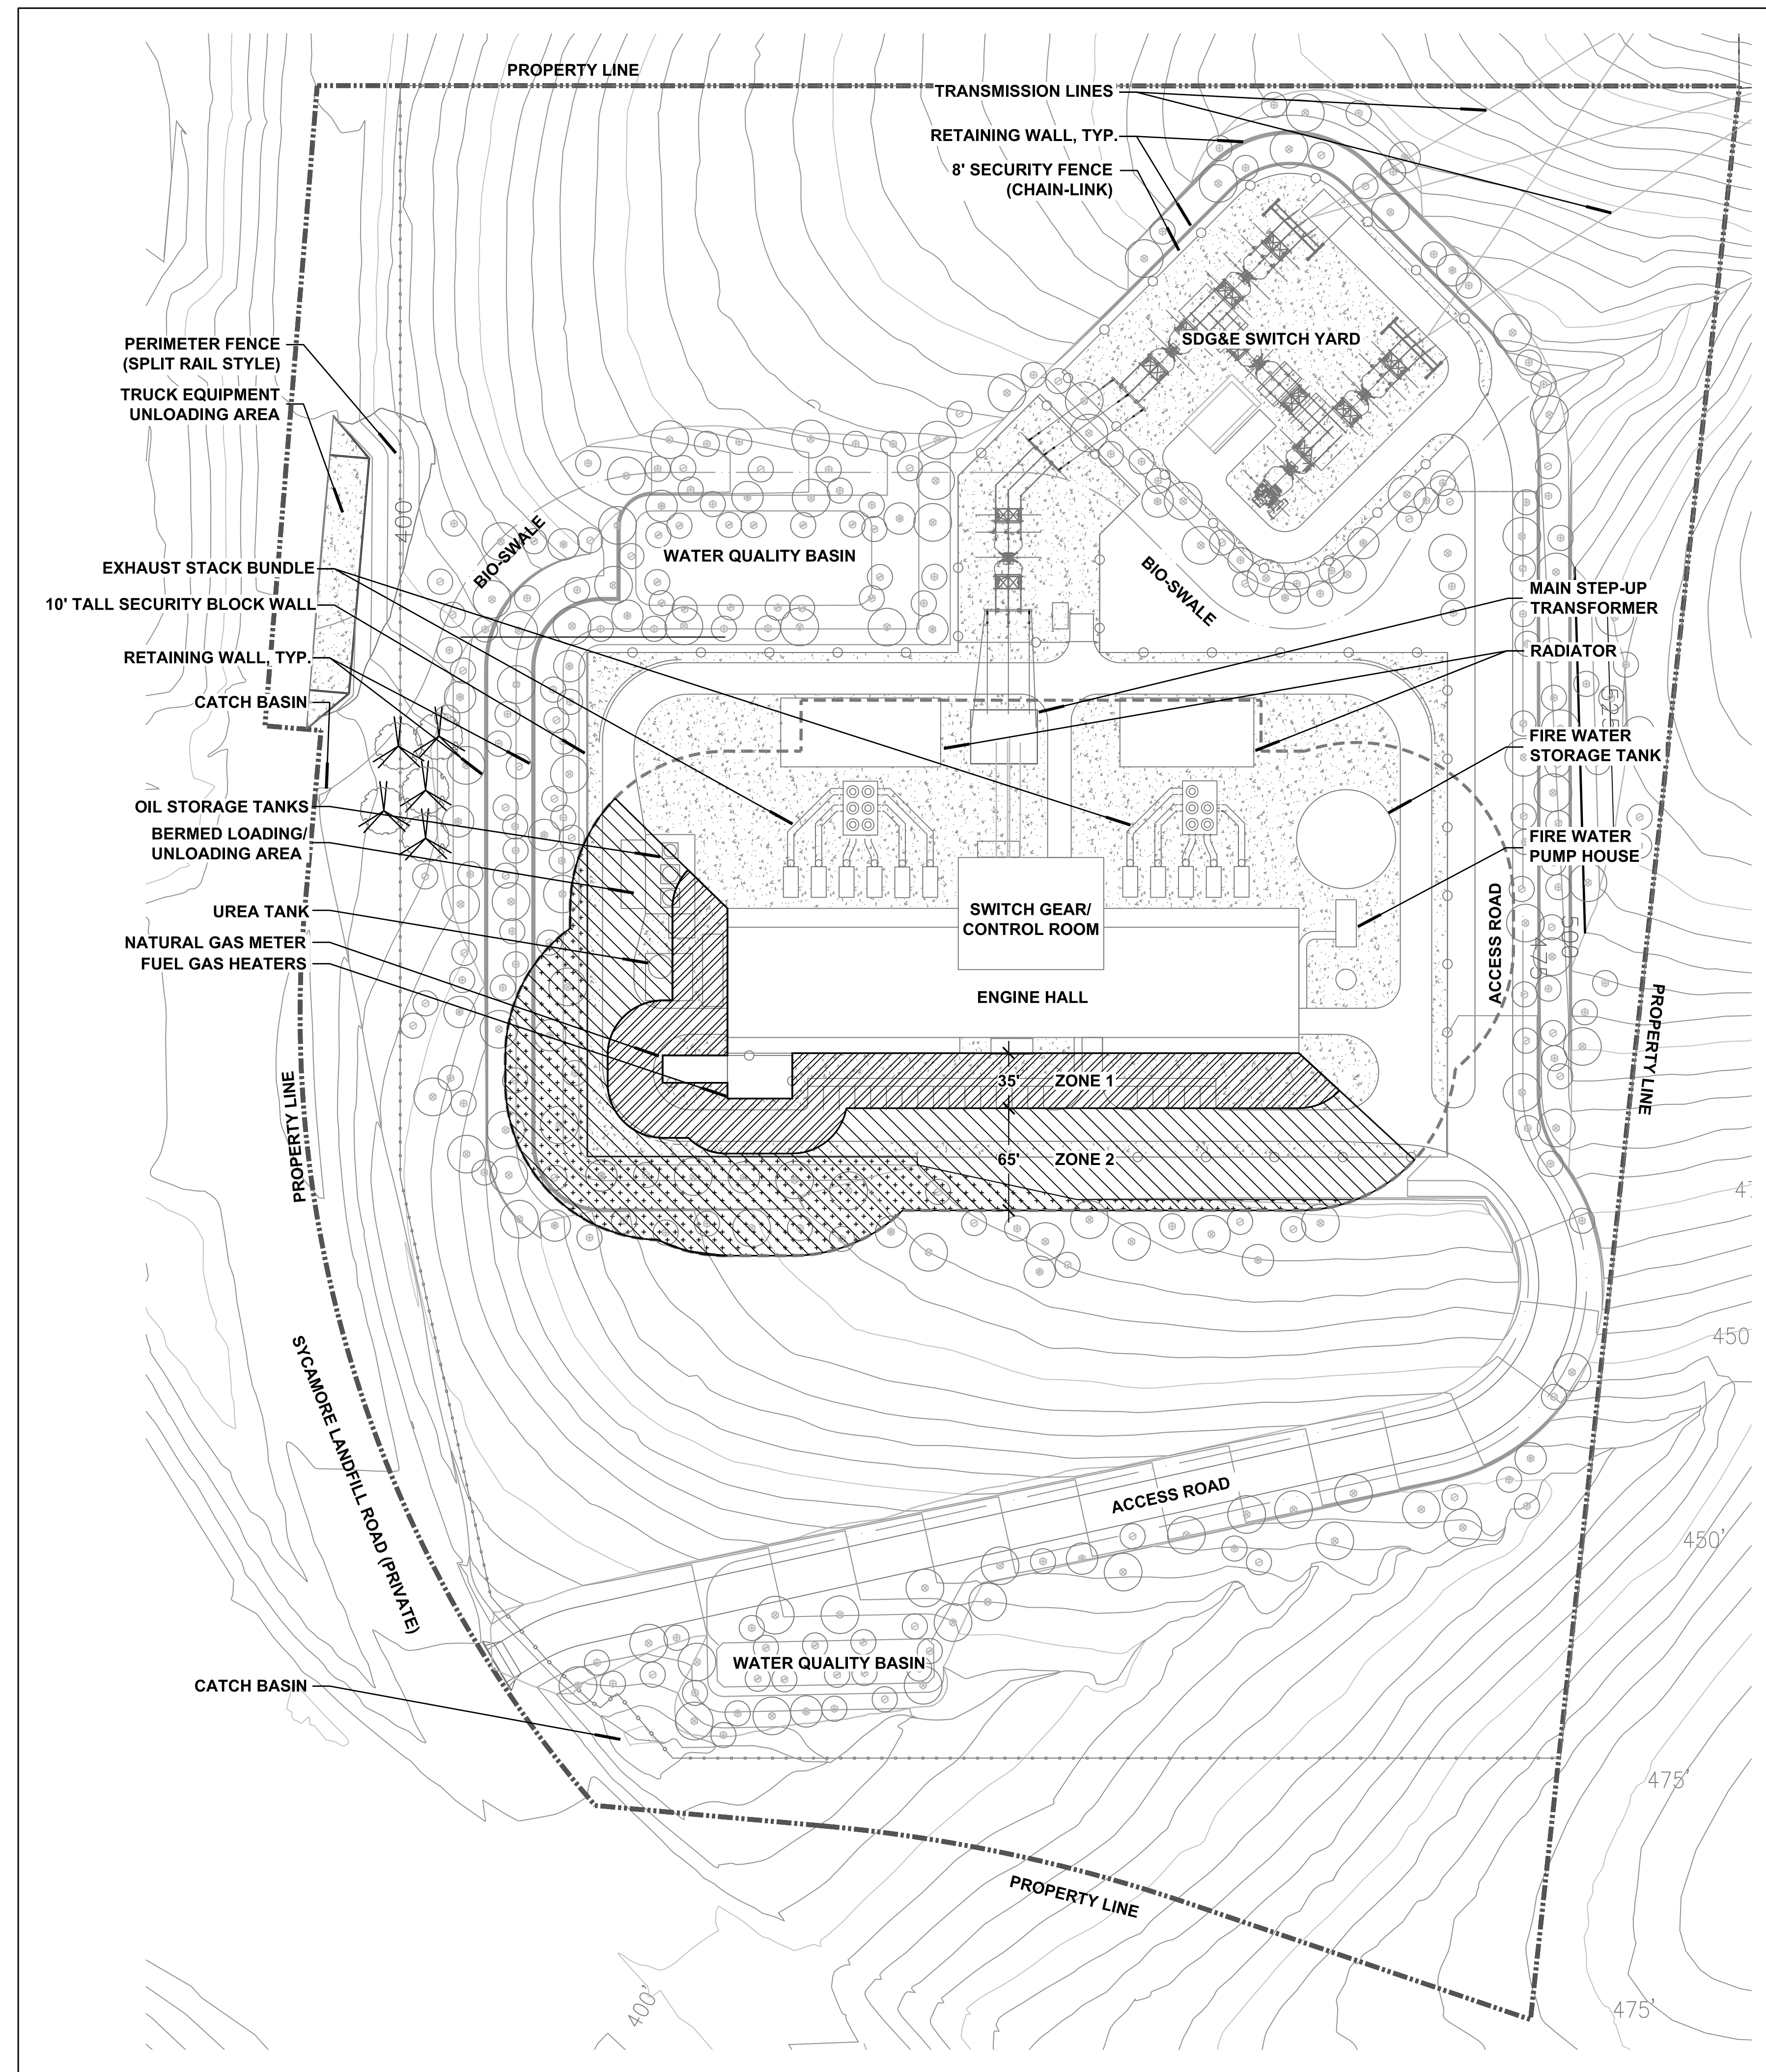 PROPERTY LINE
TRANSMISSION LINES
RETAINING WALL, TYP.
8' SECURITY FENCE
(CHAIN-LINK)
SDG&E SWITCH YARD
PERIMETER FENCE
(SPLIT RAIL STYLE)
TRUCK EQUIPMENT
UNLOADING AREA
400
BIO-SWALE
WATER QUALITY BASIN
BIO-SWALE
EXHAUST STACK BUNDLE
10' TALL SECURITY BLOCK WALL
RETAINING WALL, TYP.
CATCH BASIN
MAIN STEP-UP
TRANSFORMER
RADIATOR
525
FIRE WATER
STORAGE TANK
OIL STORAGE TANKS
BERMED LOADING/
UNLOADING AREA
FIRE WATER
PUMP HOUSE
UREA TANK
NATURAL GAS METER
FUEL GAS HEATERS
SWITCH GEAR/
CONTROL ROOM
ENGINE HALL
ACCESS ROAD
475
500
PROPERTY LINE
35' ZONE 1
65' ZONE 2
PROPERTY LINE
47
450
SYCAMORE LANDFILL ROAD (PRIVATE)
ACCESS ROAD
450'
WATER QUALITY BASIN
CATCH BASIN
475'
PROPERTY LINE
400'
475'